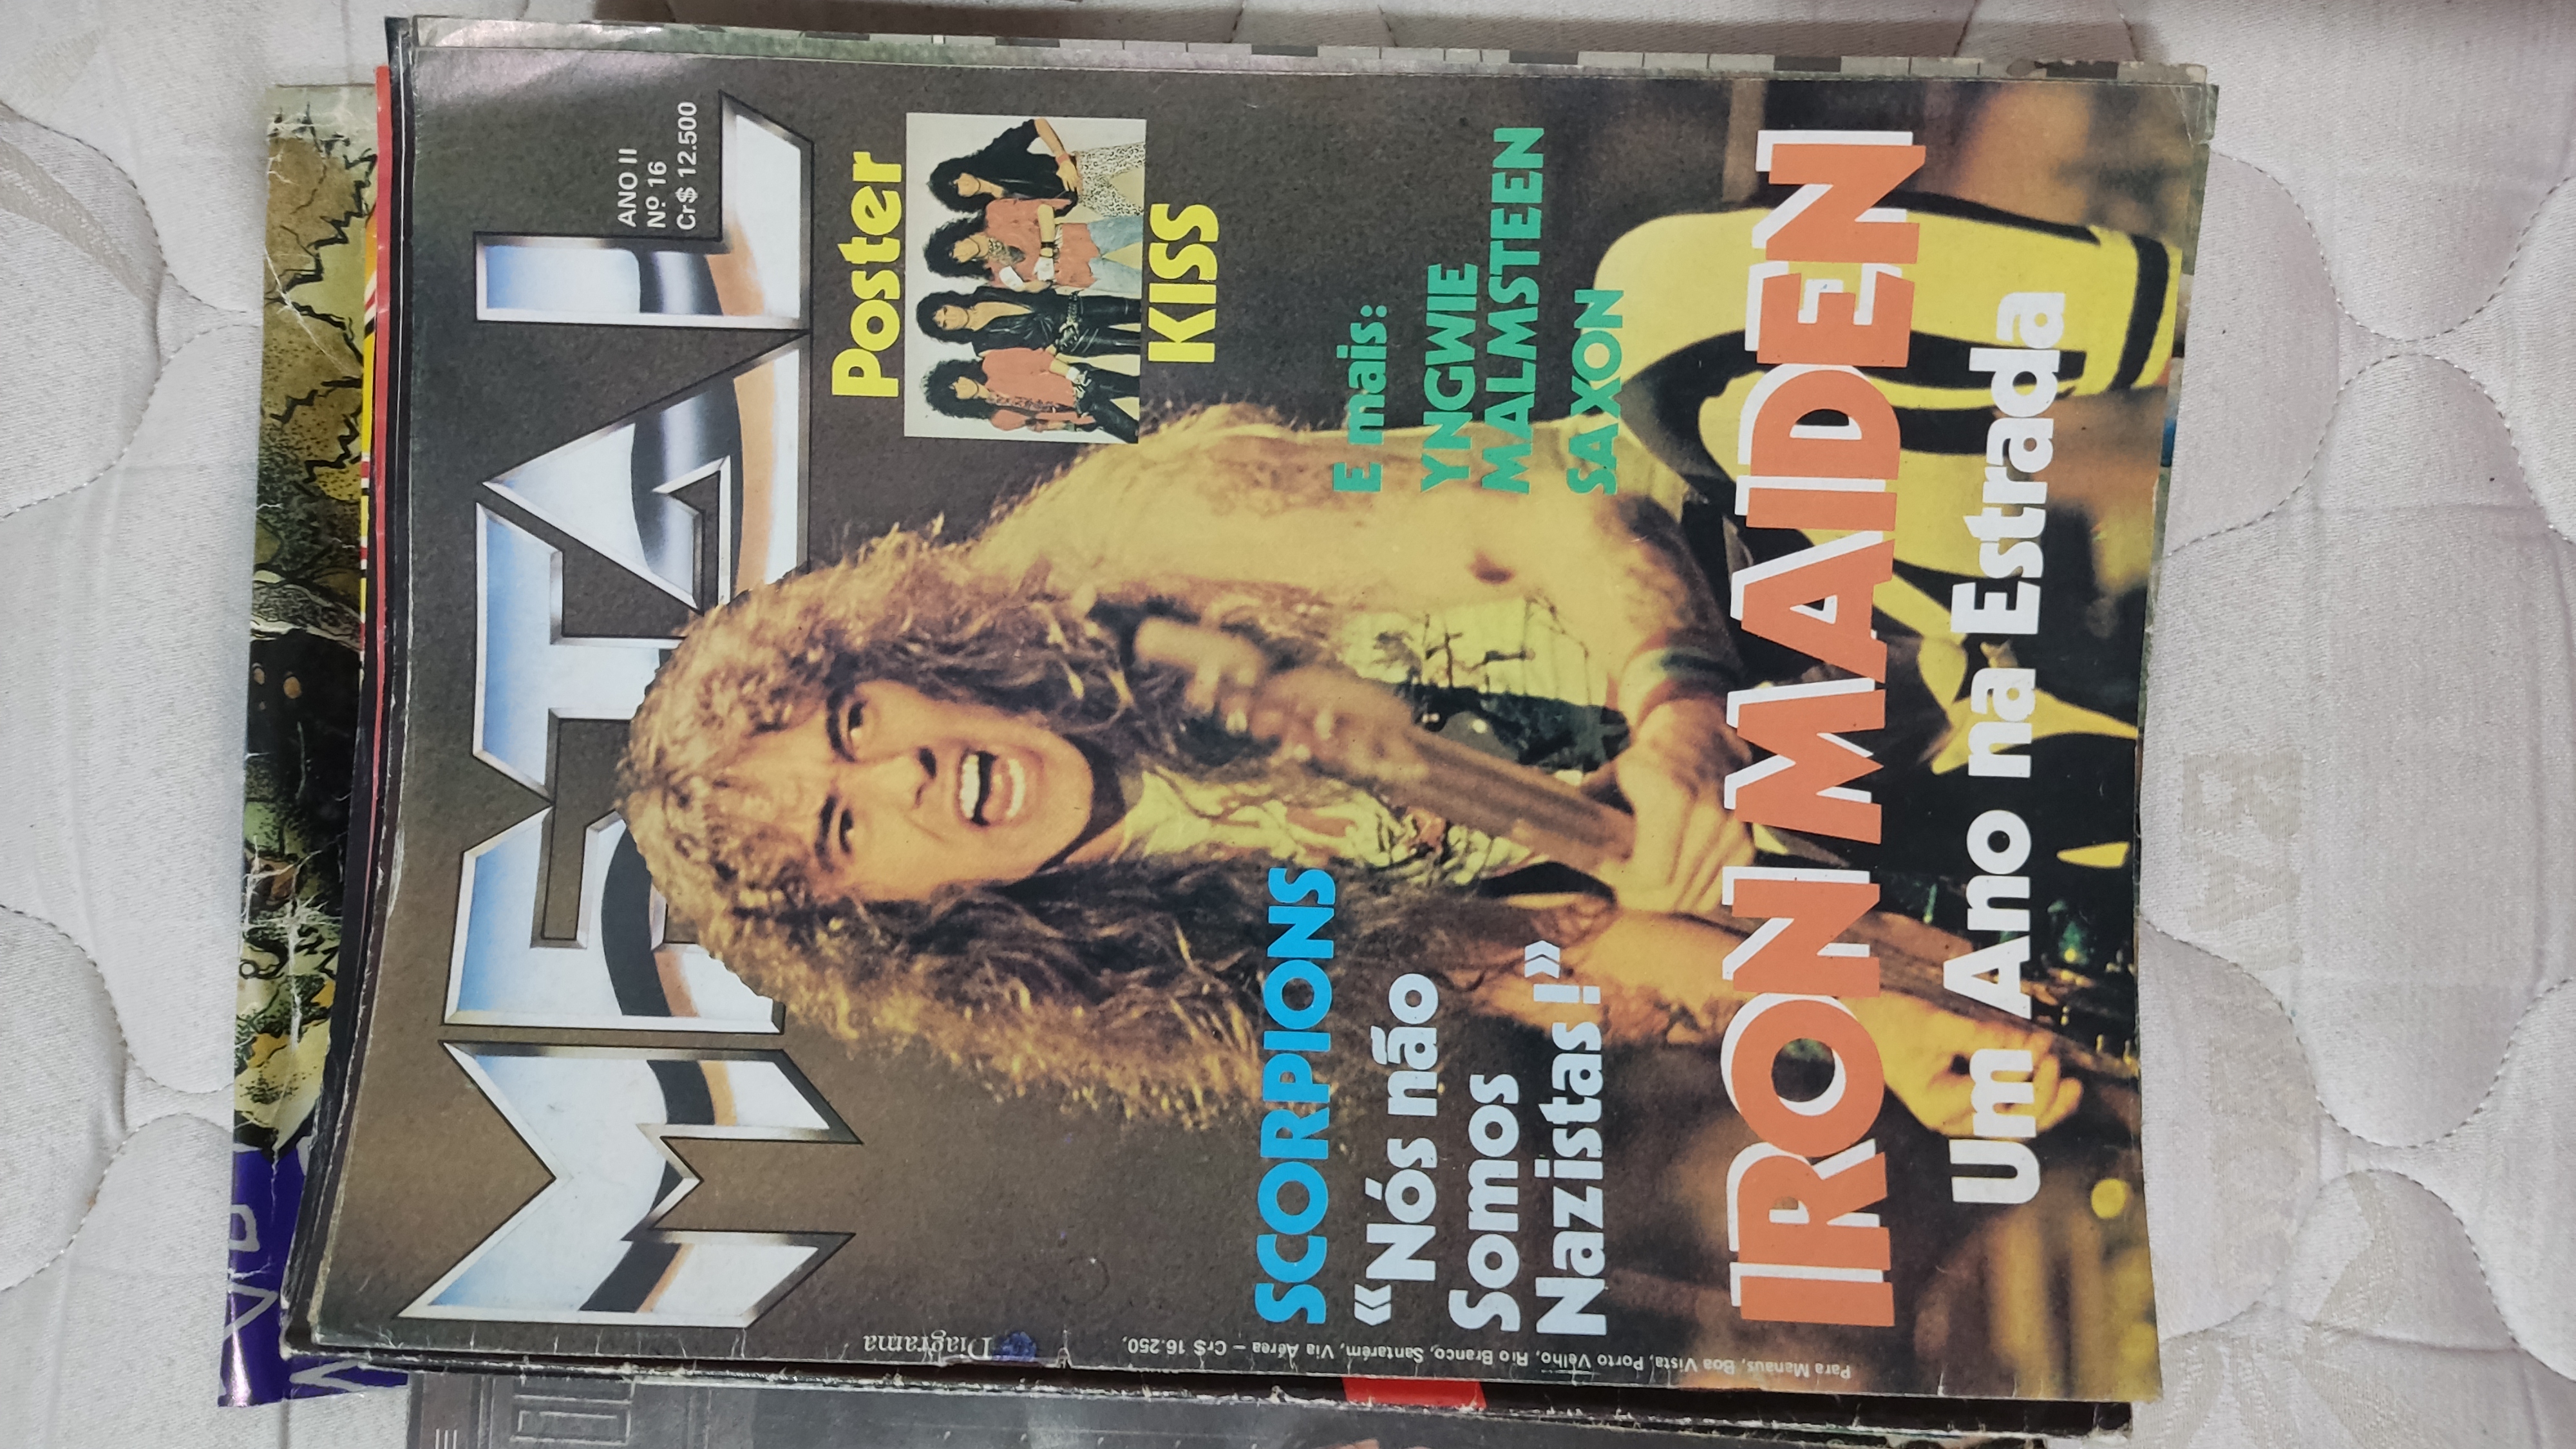 METAL
ANO II
Nº 16
Cr$ 12.500
Diagrama
Para Manaus, Boa Vista, Porto Velho, Rio Branco, Santarém, Via Aérea – Cr$ 16.250,
Poster
KISS
SCORPIONS
“Nós não
Somos
Nazistas!”
E mais:
YNGWIE
MALMSTEEN
SAXON
IRON MAIDEN
Um Ano na Estrada